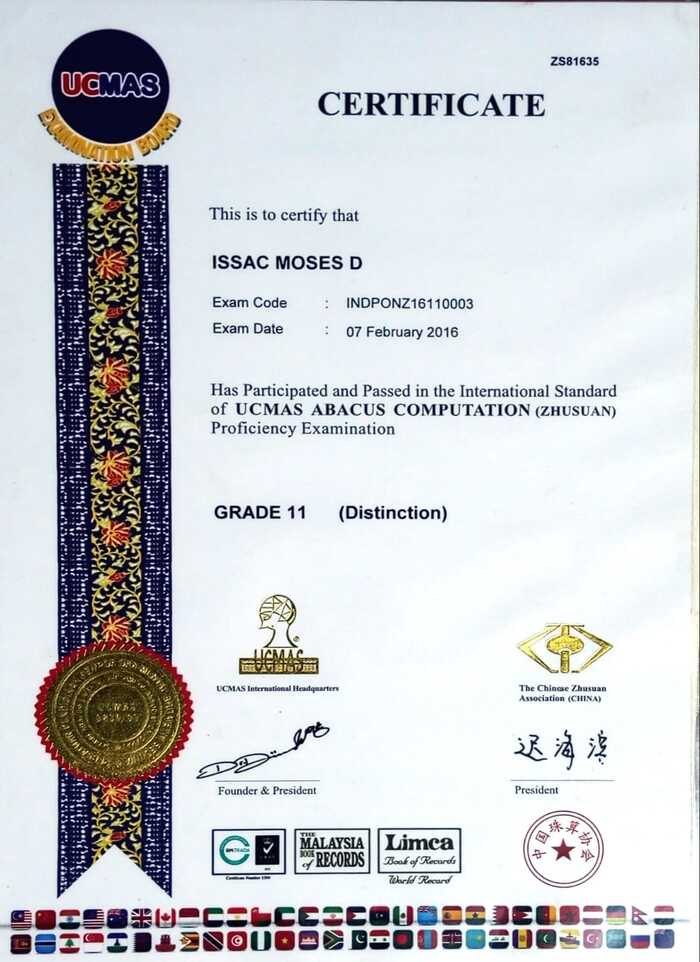 ZS81635
UCMAS
EXAMINATION BOARD
CERTIFICATE
This is to certify that
ISSAC MOSES D
Exam Code : INDPONZ16110003
Exam Date : 07 February 2016
Has Participated and Passed in the International Standard
of UCMAS ABACUS COMPUTATION (ZHUSUAN)
Proficiency Examination
GRADE 11 (Distinction)
UCMAS
UCMAS International Headquarters
The Chinese Zhusuan
Association (CHINA)
迟海滨
Founder & President
President
THE
MALAYSIA
BOOK of RECORDS
Limca
Book of Records
World Record
中国珠算协会